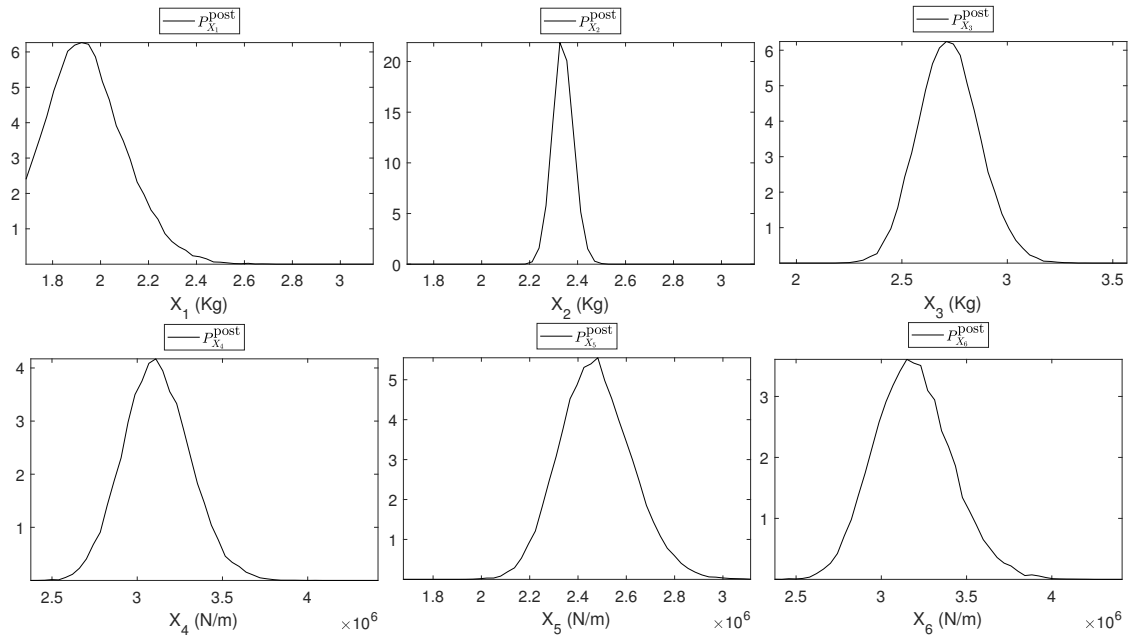 P_{X_1}^{post}
P_{X_2}^{post}
P_{X_3}^{post}
6
5
4
3
2
1
1.8 2 2.2 2.4 2.6 2.8 3
X_1 (Kg)
20
15
10
5
0
1.8 2 2.2 2.4 2.6 2.8 3
X_2 (Kg)
6
5
4
3
2
1
2 2.5 3 3.5
X_3 (Kg)
P_{X_4}^{post}
P_{X_5}^{post}
P_{X_6}^{post}
4
3
2
1
2.5 3 3.5 4
X_4 (N/m) ×10^6
5
4
3
2
1
1.8 2 2.2 2.4 2.6 2.8 3
X_5 (N/m) ×10^6
3
2
1
2.5 3 3.5 4
X_6 (N/m) ×10^6